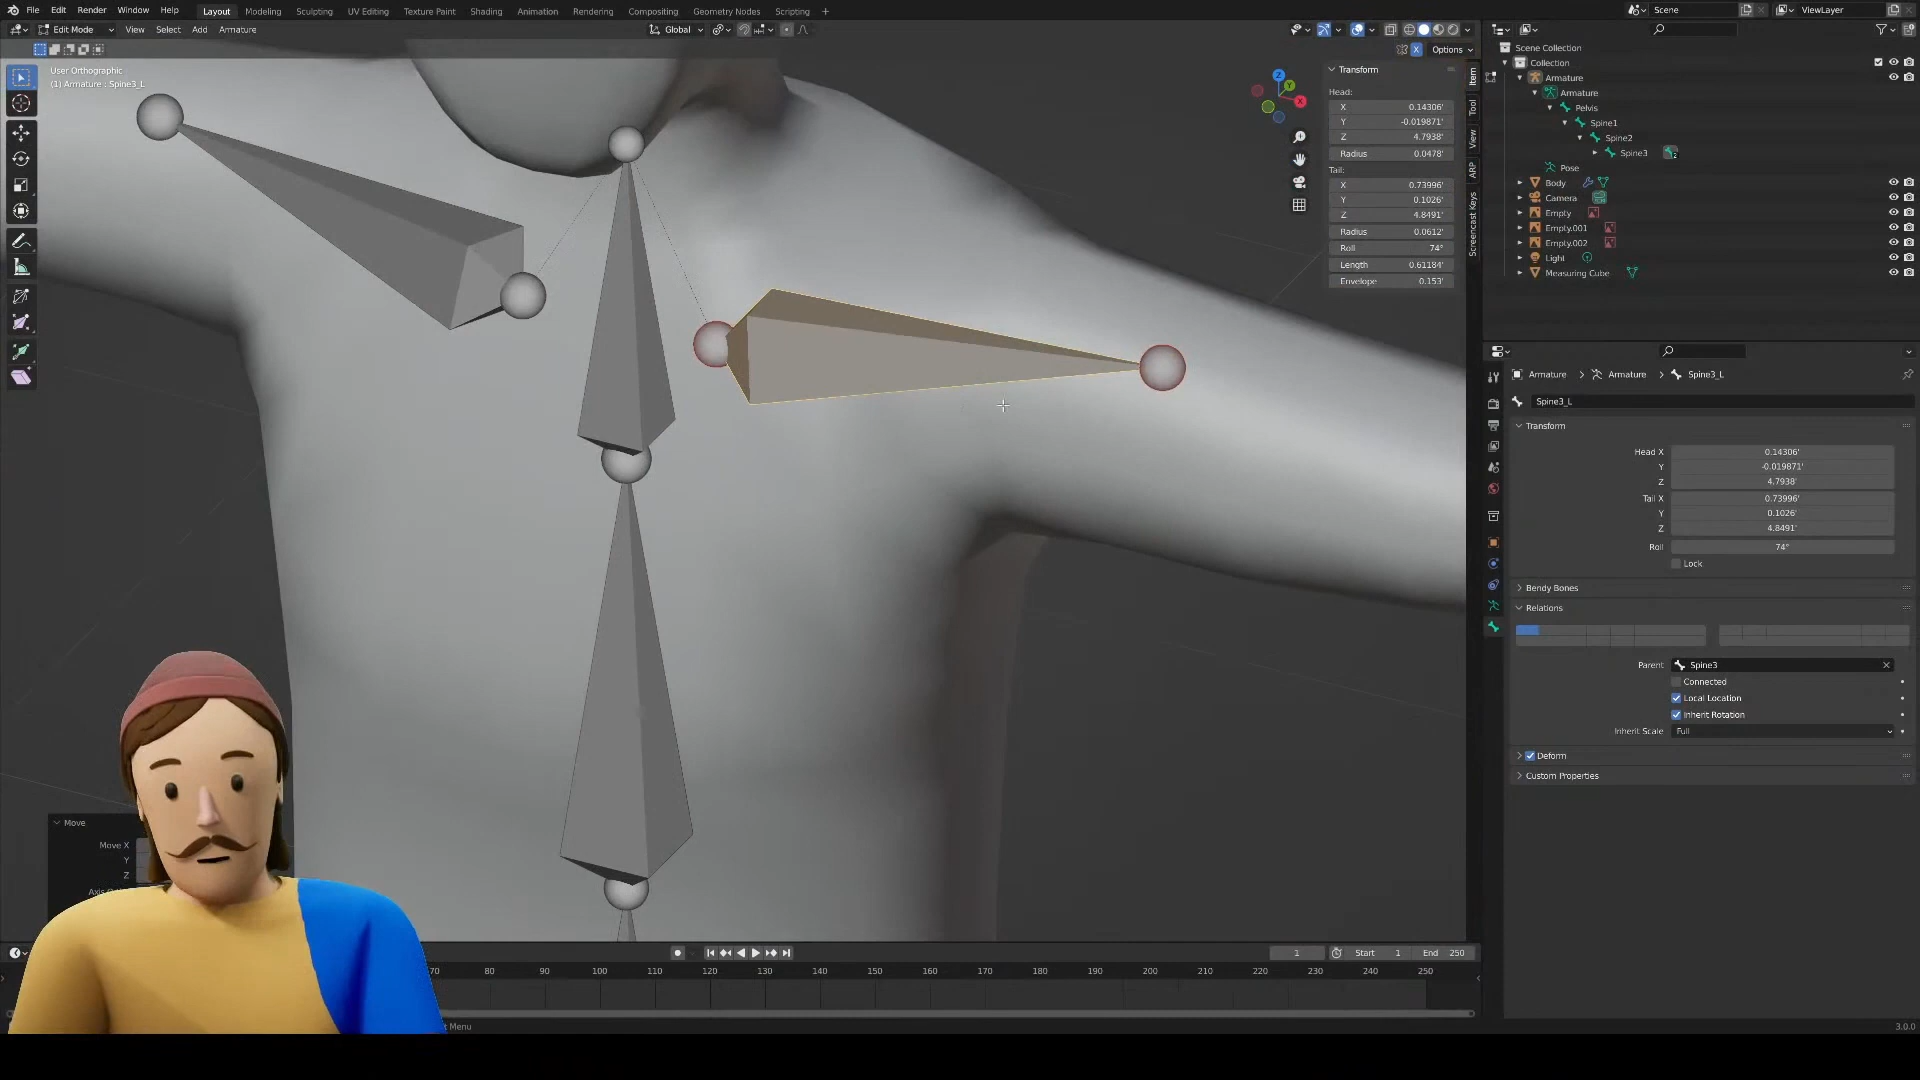 File Edit Render Window Help Layout Modeling Sculpting UV Editing Texture Paint Shading Animation Rendering Compositing Geometry Nodes Scripting + Scene ViewLayer
Edit Mode View Select Add Armature Global
Options
User Orthographic
(1) Armature : Spine3_L
Z
Y
X
Transform
Head:
X 0.14306'
Y -0.019871'
Z 4.7938'
Radius 0.0478'
Tail:
X 0.73996'
Y 0.1026'
Z 4.8491'
Radius 0.0612'
Roll 74°
Length 0.61184'
Envelope 0.153'
Item
Tool
View
ARP
Screencast Keys
Scene Collection
Collection
Armature
Armature
Pelvis
Spine1
Spine2
Spine3 2
Pose
Body
Camera
Empty
Empty.001
Empty.002
Light
Measuring Cube
Armature > Armature > Spine3_L
Spine3_L
Transform
Head X 0.14306'
Y -0.019871'
Z 4.7938'
Tail X 0.73996'
Y 0.1026'
Z 4.8491'
Roll 74°
Lock
Bendy Bones
Relations
Parent Spine3
Connected
Local Location
Inherit Rotation
Inherit Scale Full
Deform
Custom Properties
Move
Move X
Y
Z
1 Start 1 End 250
70 80 90 100 110 120 130 140 150 160 170 180 190 200 210 220 230 240 250
Menu
3.0.0